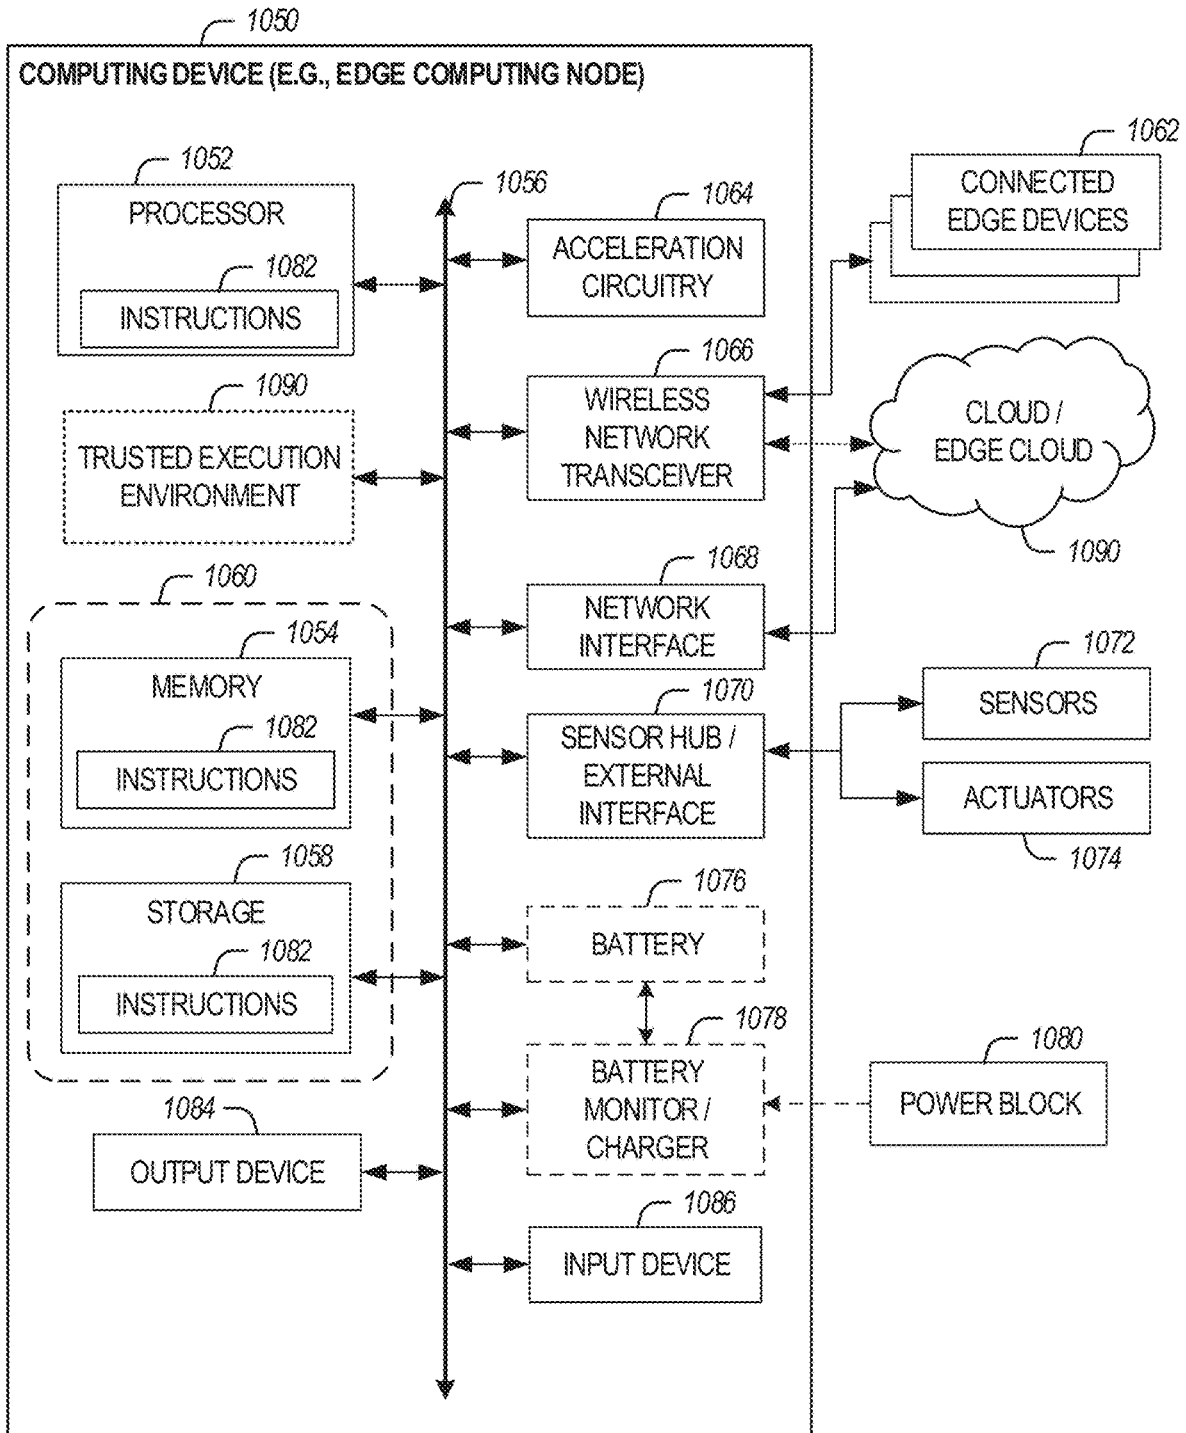 1050
COMPUTING DEVICE (E.G., EDGE COMPUTING NODE)
1052
PROCESSOR
1082
INSTRUCTIONS
1090
TRUSTED EXECUTION
ENVIRONMENT
1060
1054
MEMORY
1082
INSTRUCTIONS
1058
STORAGE
1082
INSTRUCTIONS
1084
OUTPUT DEVICE
1056
1064
ACCELERATION
CIRCUITRY
1066
WIRELESS
NETWORK
TRANSCEIVER
1068
NETWORK
INTERFACE
1070
SENSOR HUB /
EXTERNAL
INTERFACE
1076
BATTERY
1078
BATTERY
MONITOR /
CHARGER
1086
INPUT DEVICE
1062
CONNECTED
EDGE DEVICES
CLOUD /
EDGE CLOUD
1090
1072
SENSORS
ACTUATORS
1074
1080
POWER BLOCK